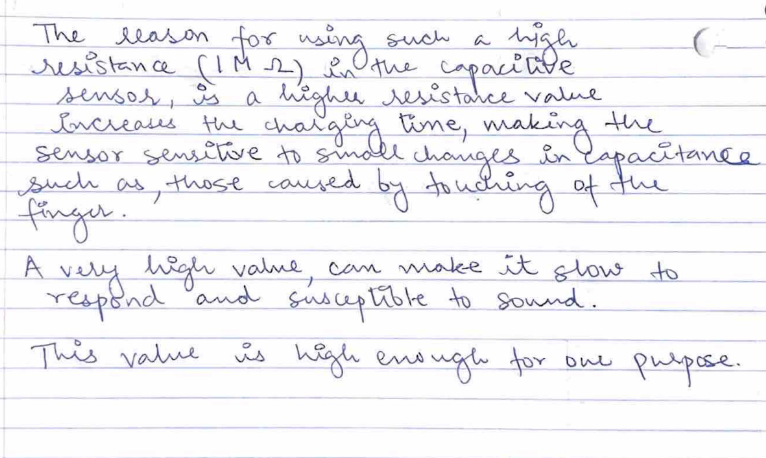 The reason for using such a high
resistance (1 M Ω) in the capacitive
sensor, is a higher resistance value
increases the charging time, making the
sensor sensitive to small changes in capacitance
such as, those caused by touching of the
finger.
A very high value, can make it slow to
respond and susceptible to sound.
This value is high enough for our purpose.